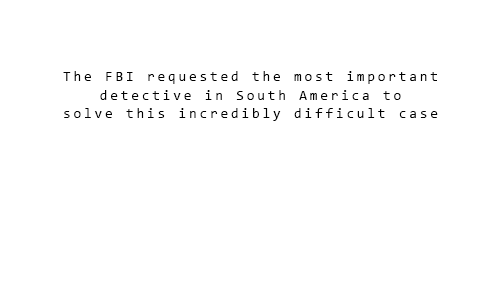 The FBI requested the most important
detective in South America to
solve this incredibly difficult case